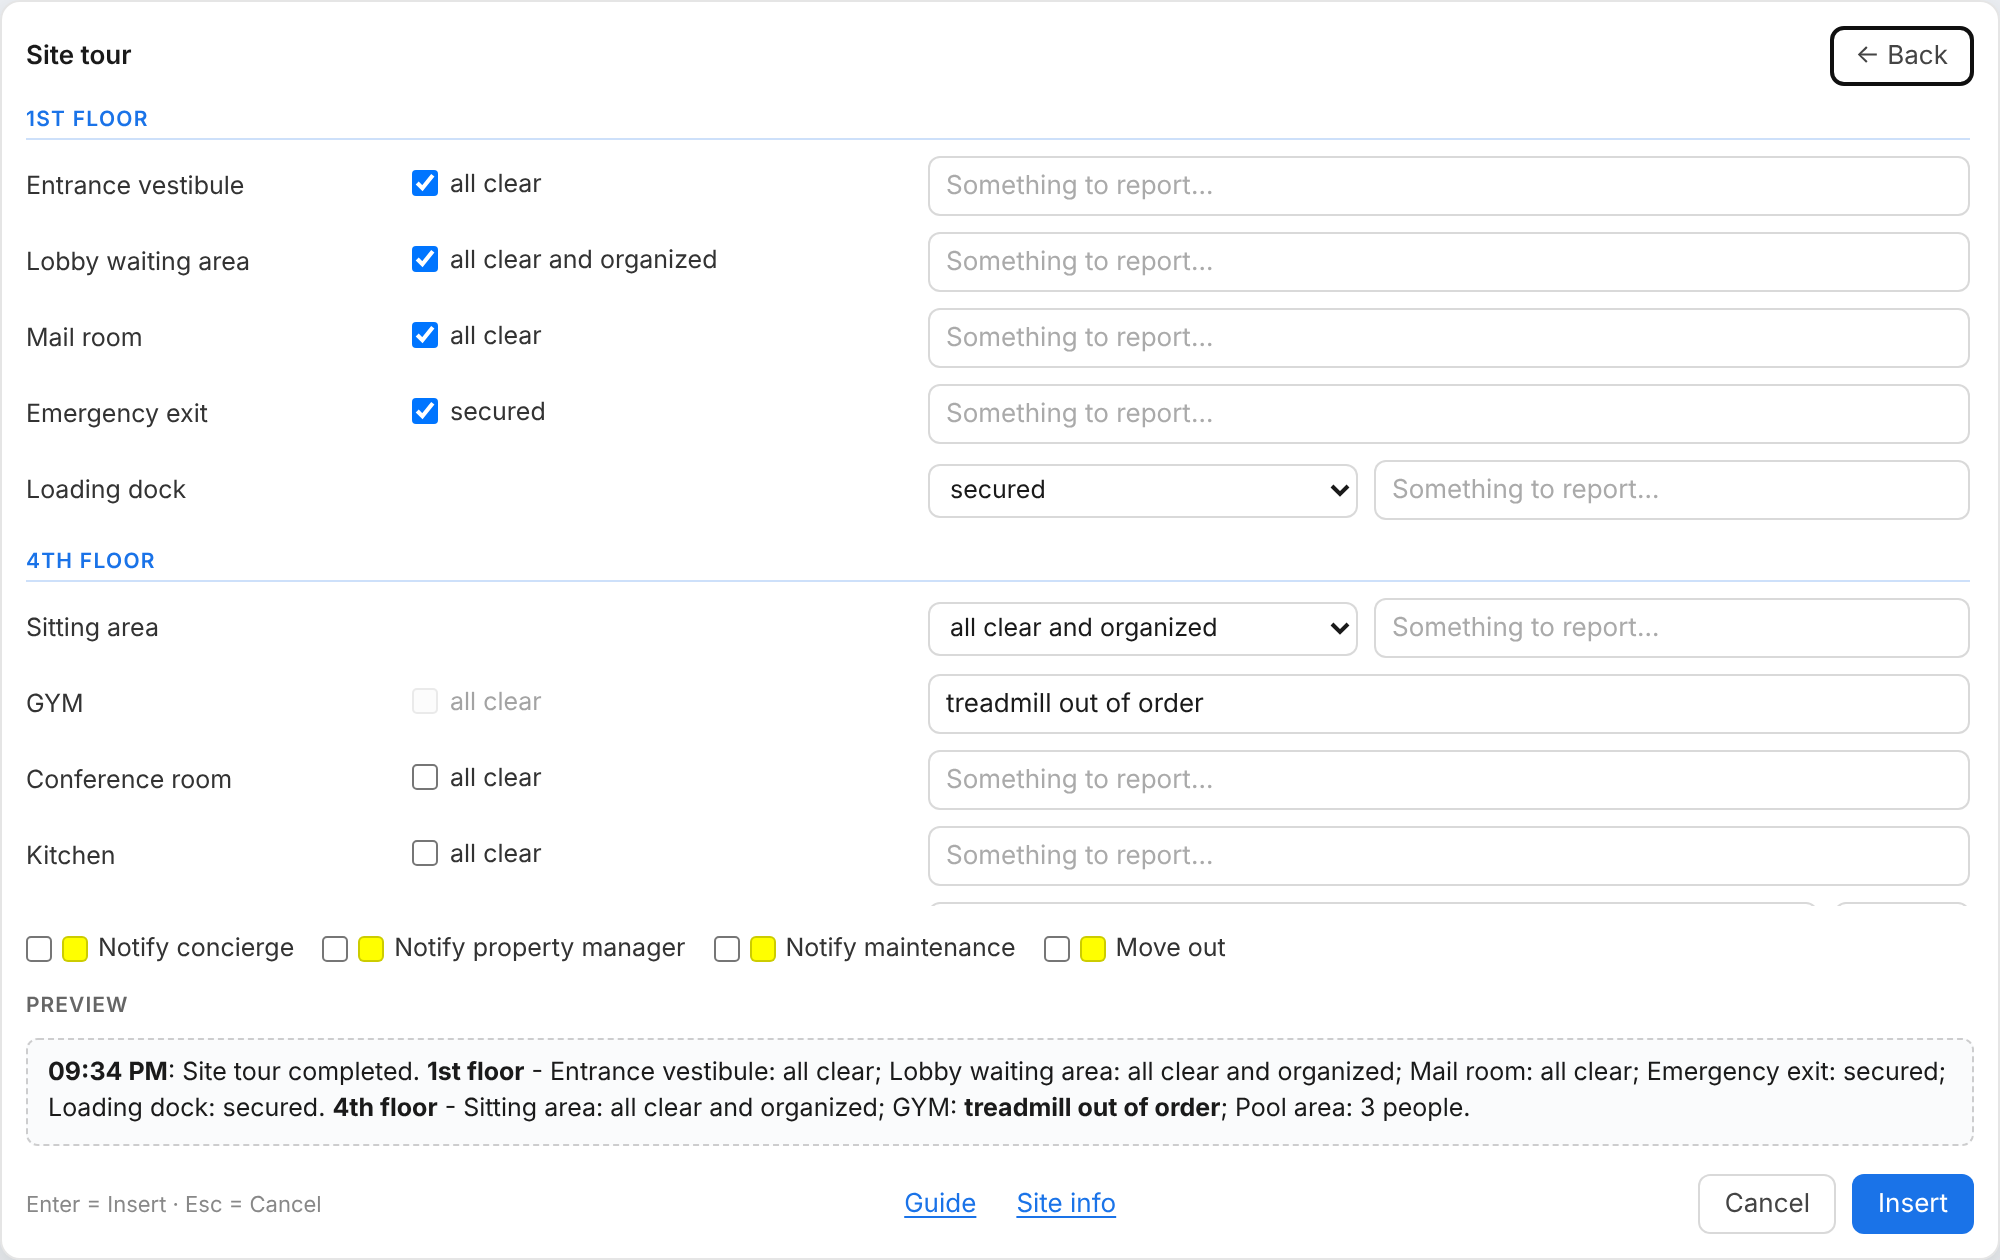 Site tour
← Back
1ST FLOOR
Entrance vestibule all clear Something to report...
Lobby waiting area all clear and organized Something to report...
Mail room all clear Something to report...
Emergency exit secured Something to report...
Loading dock secured Something to report...
4TH FLOOR
Sitting area all clear and organized Something to report...
GYM all clear treadmill out of order
Conference room all clear Something to report...
Kitchen all clear Something to report...
Notify concierge Notify property manager Notify maintenance Move out
PREVIEW
09:34 PM: Site tour completed. 1st floor - Entrance vestibule: all clear; Lobby waiting area: all clear and organized; Mail room: all clear; Emergency exit: secured;
Loading dock: secured. 4th floor - Sitting area: all clear and organized; GYM: treadmill out of order; Pool area: 3 people.
Enter = Insert · Esc = Cancel Guide Site info Cancel Insert